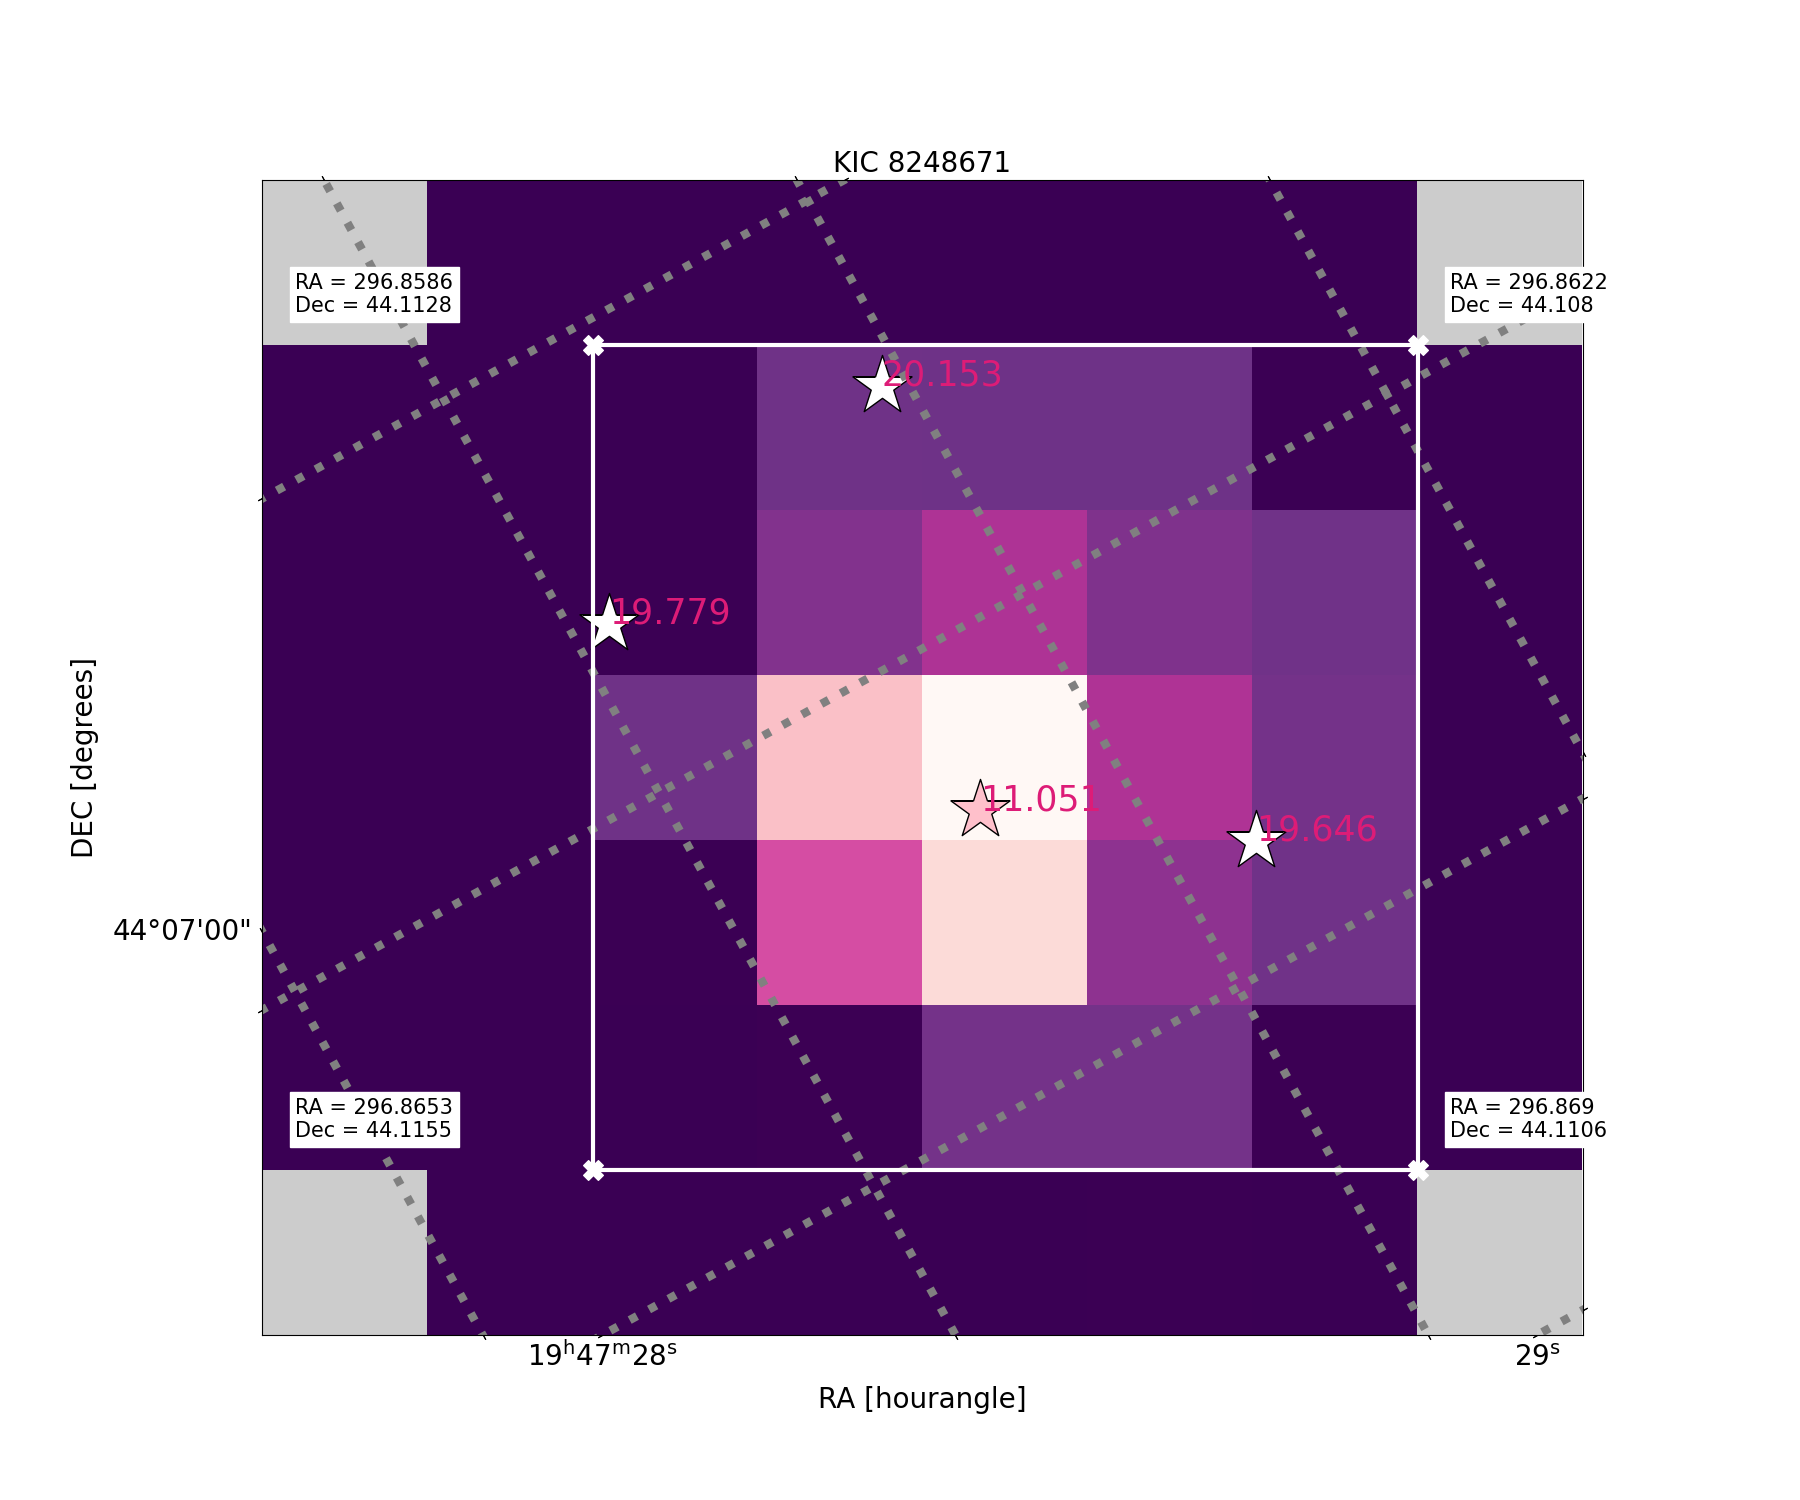 KIC 8248671
RA = 296.8586
Dec = 44.1128
RA = 296.8622
Dec = 44.108
20.153
19.779
11.051
19.646
DEC [degrees]
44°07'00"
RA = 296.8653
Dec = 44.1155
RA = 296.869
Dec = 44.1106
19ʰ47ᵐ28ˢ
29ˢ
RA [hourangle]